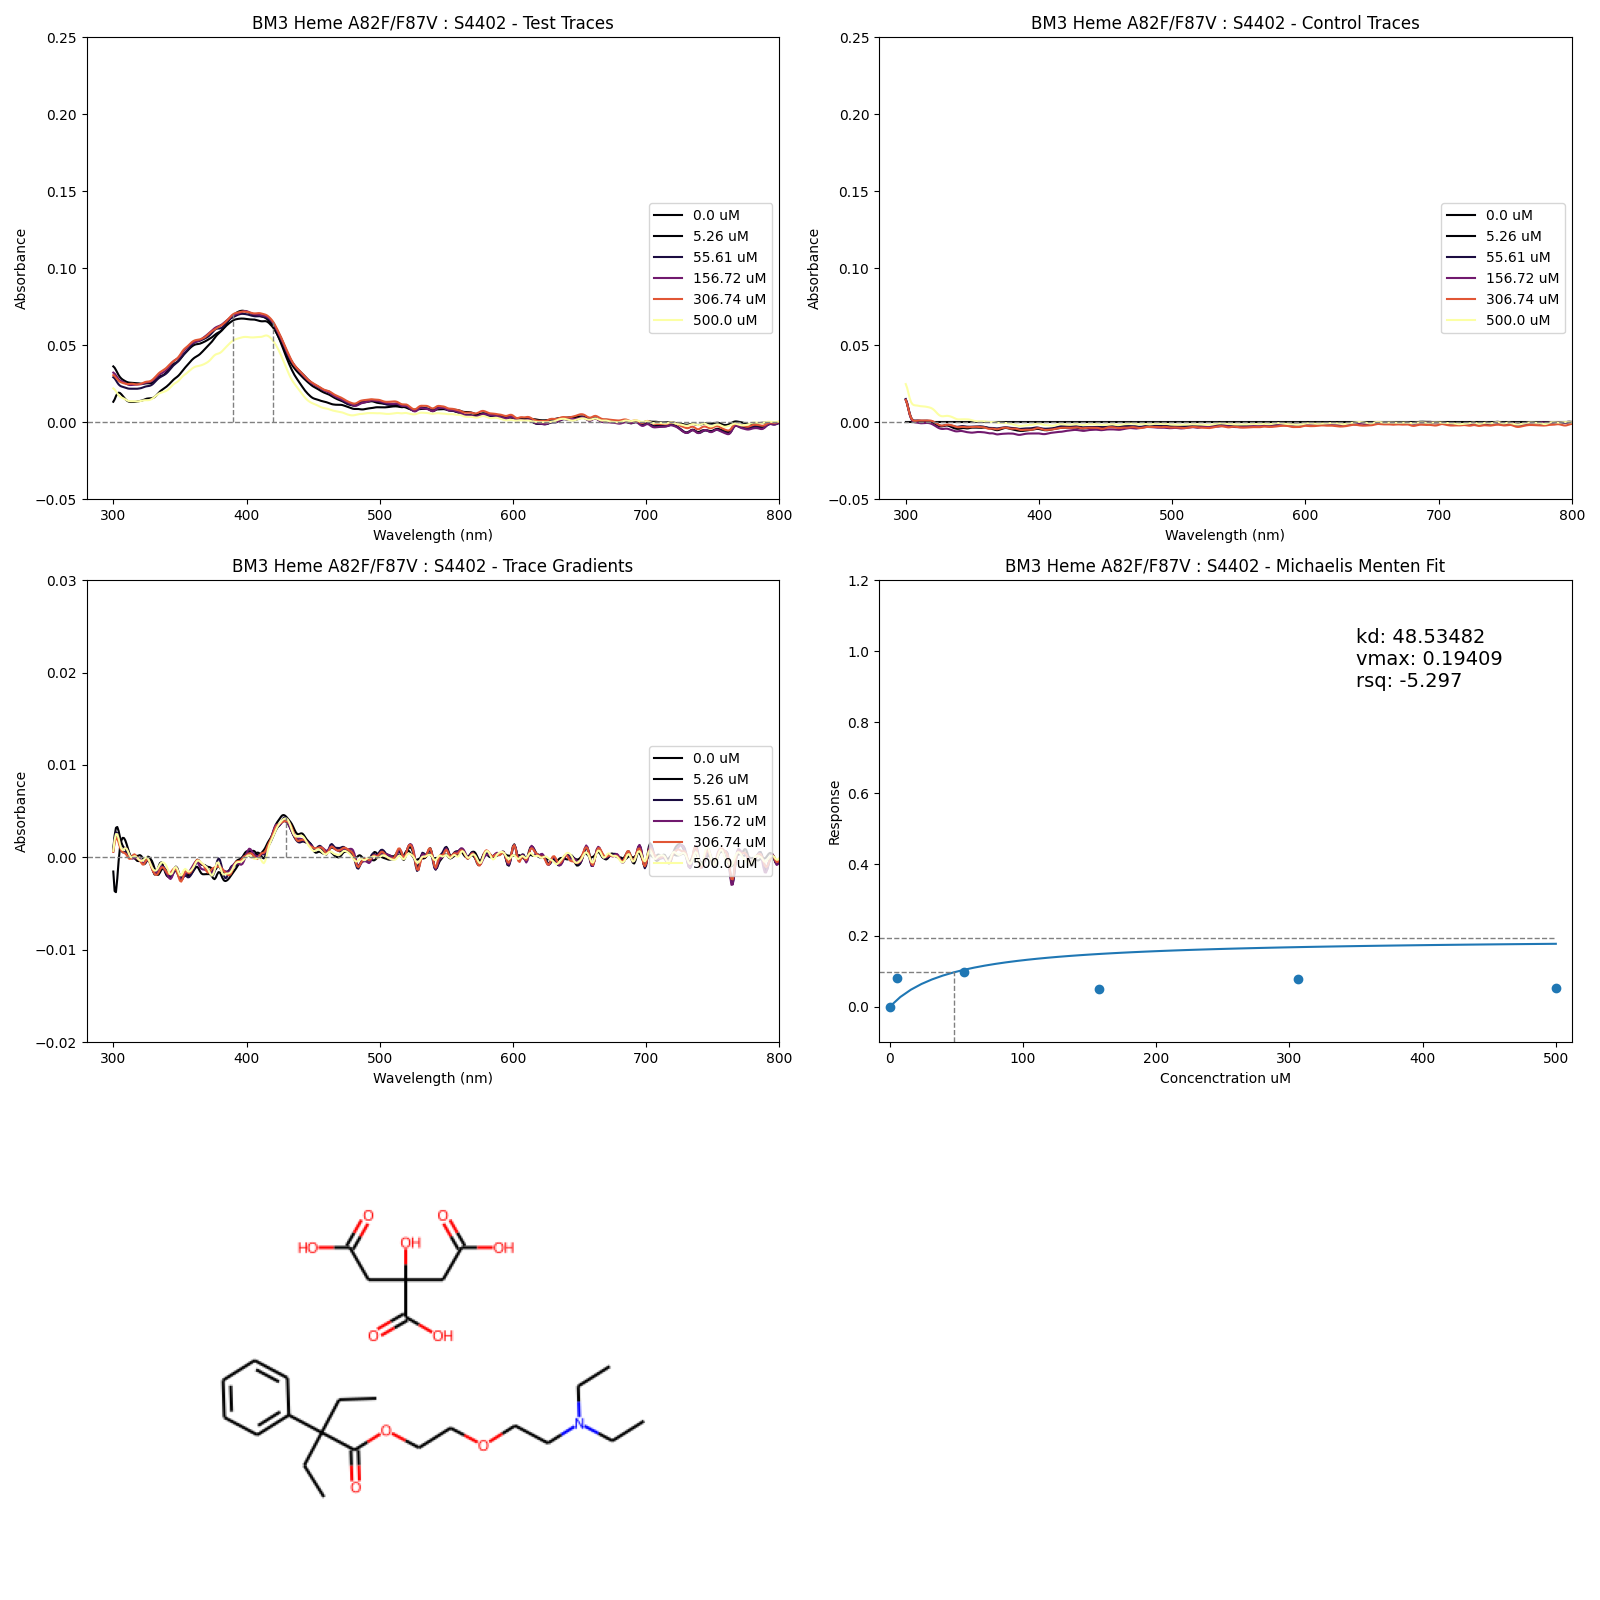 BM3 Heme A82F/F87V : S4402 - Test Traces
0.25
0.20
0.15
0.10
0.05
0.00
−0.05
Absorbance
300 400 500 600 700 800
Wavelength (nm)
0.0 uM
5.26 uM
55.61 uM
156.72 uM
306.74 uM
500.0 uM
BM3 Heme A82F/F87V : S4402 - Control Traces
0.25
0.20
0.15
0.10
0.05
0.00
−0.05
Absorbance
300 400 500 600 700 800
Wavelength (nm)
0.0 uM
5.26 uM
55.61 uM
156.72 uM
306.74 uM
500.0 uM
BM3 Heme A82F/F87V : S4402 - Trace Gradients
0.03
0.02
0.01
0.00
−0.01
−0.02
Absorbance
300 400 500 600 700 800
Wavelength (nm)
0.0 uM
5.26 uM
55.61 uM
156.72 uM
306.74 uM
500.0 uM
BM3 Heme A82F/F87V : S4402 - Michaelis Menten Fit
1.2
1.0
0.8
0.6
0.4
0.2
0.0
Response
0 100 200 300 400 500
Concenctration uM
kd: 48.53482
vmax: 0.19409
rsq: -5.297
O O
HO OH OH
O OH
O N
O
O